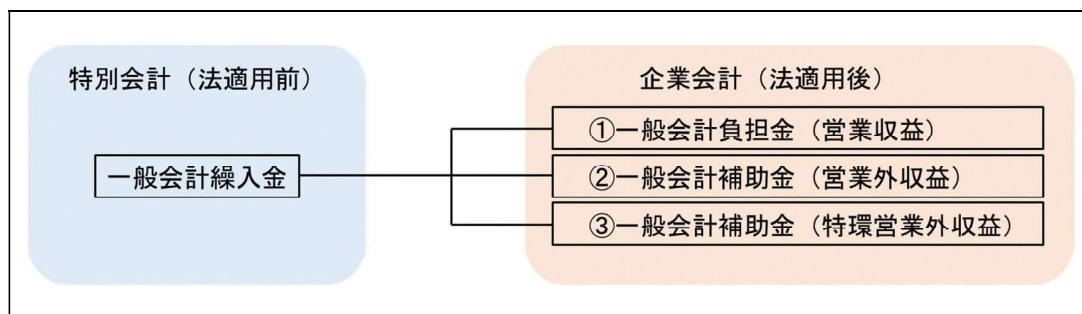 特別会計（法適用前）
一般会計繰入金
企業会計（法適用後）
①一般会計負担金（営業収益）
②一般会計補助金（営業外収益）
③一般会計補助金（特環営業外収益）